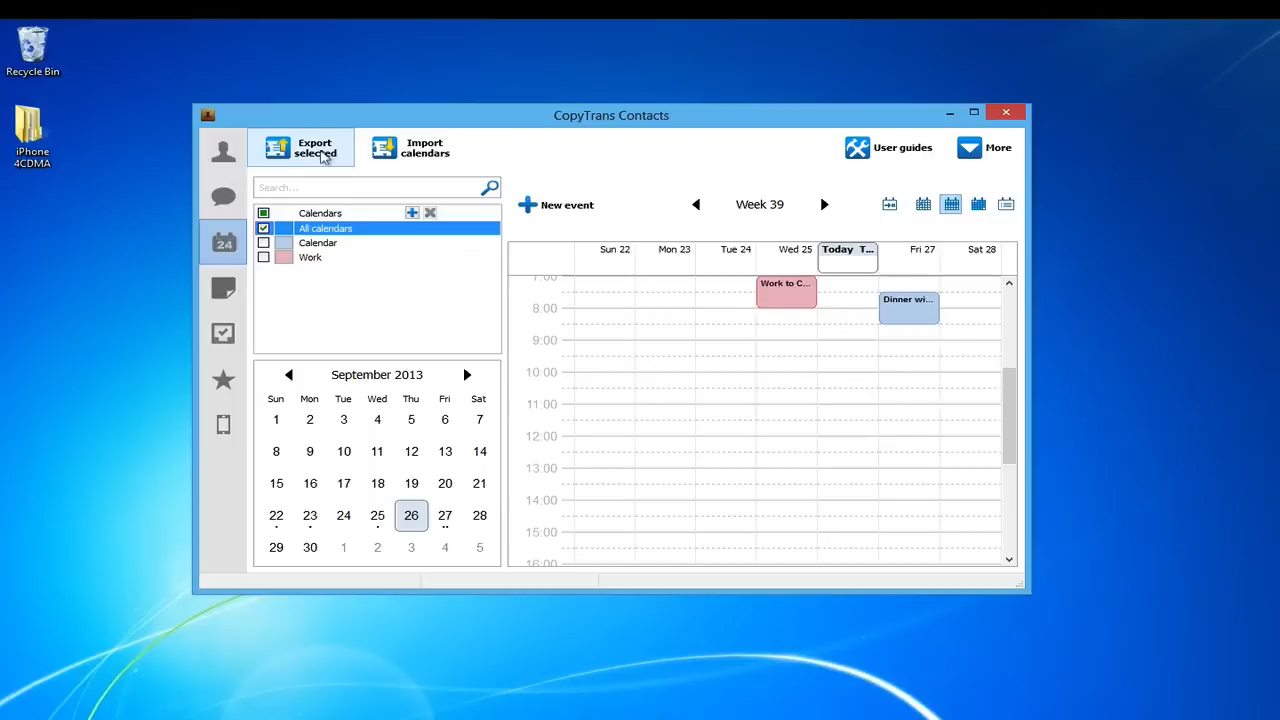 Recycle Bin
iPhone
4CDMA
CopyTrans Contacts
Export
selected
Import
calendars
User guides
More
Search...
Calendars
All calendars
Calendar
Work
24
New event
Week 39
Sun 22 Mon 23 Tue 24 Wed 25 Today T... Fri 27 Sat 28
7:00
Work to C...
Dinner wi...
8:00
9:00
10:00
11:00
12:00
13:00
14:00
15:00
16:00
September 2013
Sun Mon Tue Wed Thu Fri Sat
1 2 3 4 5 6 7
8 9 10 11 12 13 14
15 16 17 18 19 20 21
22 23 24 25 26 27 28
29 30 1 2 3 4 5